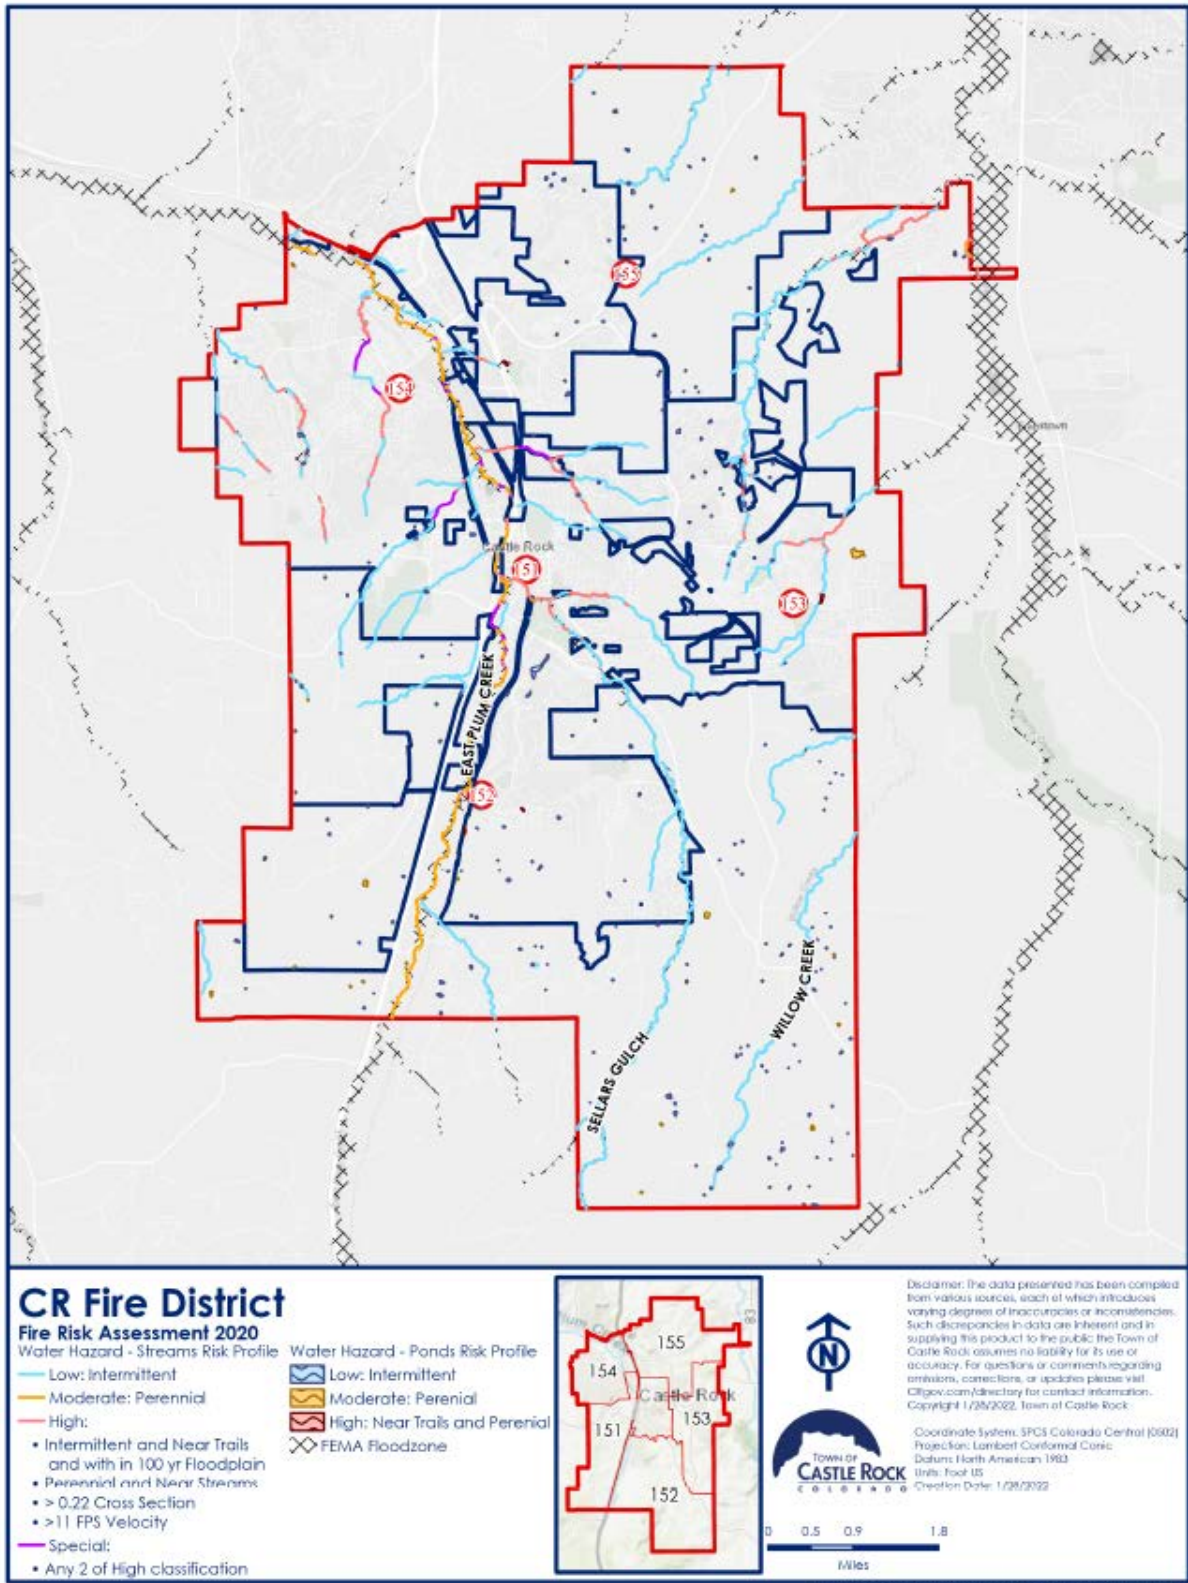 155
154
Castle Rock
151
153
EAST PLUM CREEK
152
WILLOW CREEK
SELLARS GULCH
CR Fire District
Fire Risk Assessment 2020
Water Hazard - Streams Risk Profile
Low: Intermittent
Moderate: Perennial
High:
• Intermittent and Near Trails
and with in 100 yr Floodplain
• Perennial and Near Streams
• > 0.22 Cross Section
• >11 FPS Velocity
Special:
• Any 2 of High classification
Water Hazard - Ponds Risk Profile
Low: Intermittent
Moderate: Perenial
High: Near Trails and Perenial
FEMA Floodzone
83
155
154
Castle Rock
153
151
152
N
TOWN OF
CASTLE ROCK
COLORADO
Disclaimer: The data presented has been compiled
from various sources, each of which introduces
varying degrees of inaccuracies or inconsistencies.
Such discrepancies in data are inherent and in
supplying this product to the public the Town of
Castle Rock assumes no liability for its use or
accuracy. For questions or comments regarding
omissions, corrections, or updates please visit
CRgov.com/directory for contact information.
Copyright 1/28/2022, Town of Castle Rock
Coordinate System: SPCS Colorado Central (0502)
Projection: Lambert Conformal Conic
Datum: North American 1983
Units: Foot US
Creation Date: 1/28/2022
0 0.5 0.9 1.8
Miles